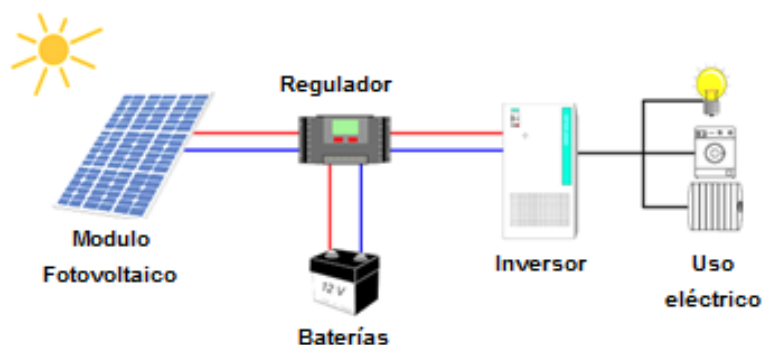 Regulador
Modulo
Fotovoltaico
12 V
Baterías
Inversor
Uso
eléctrico